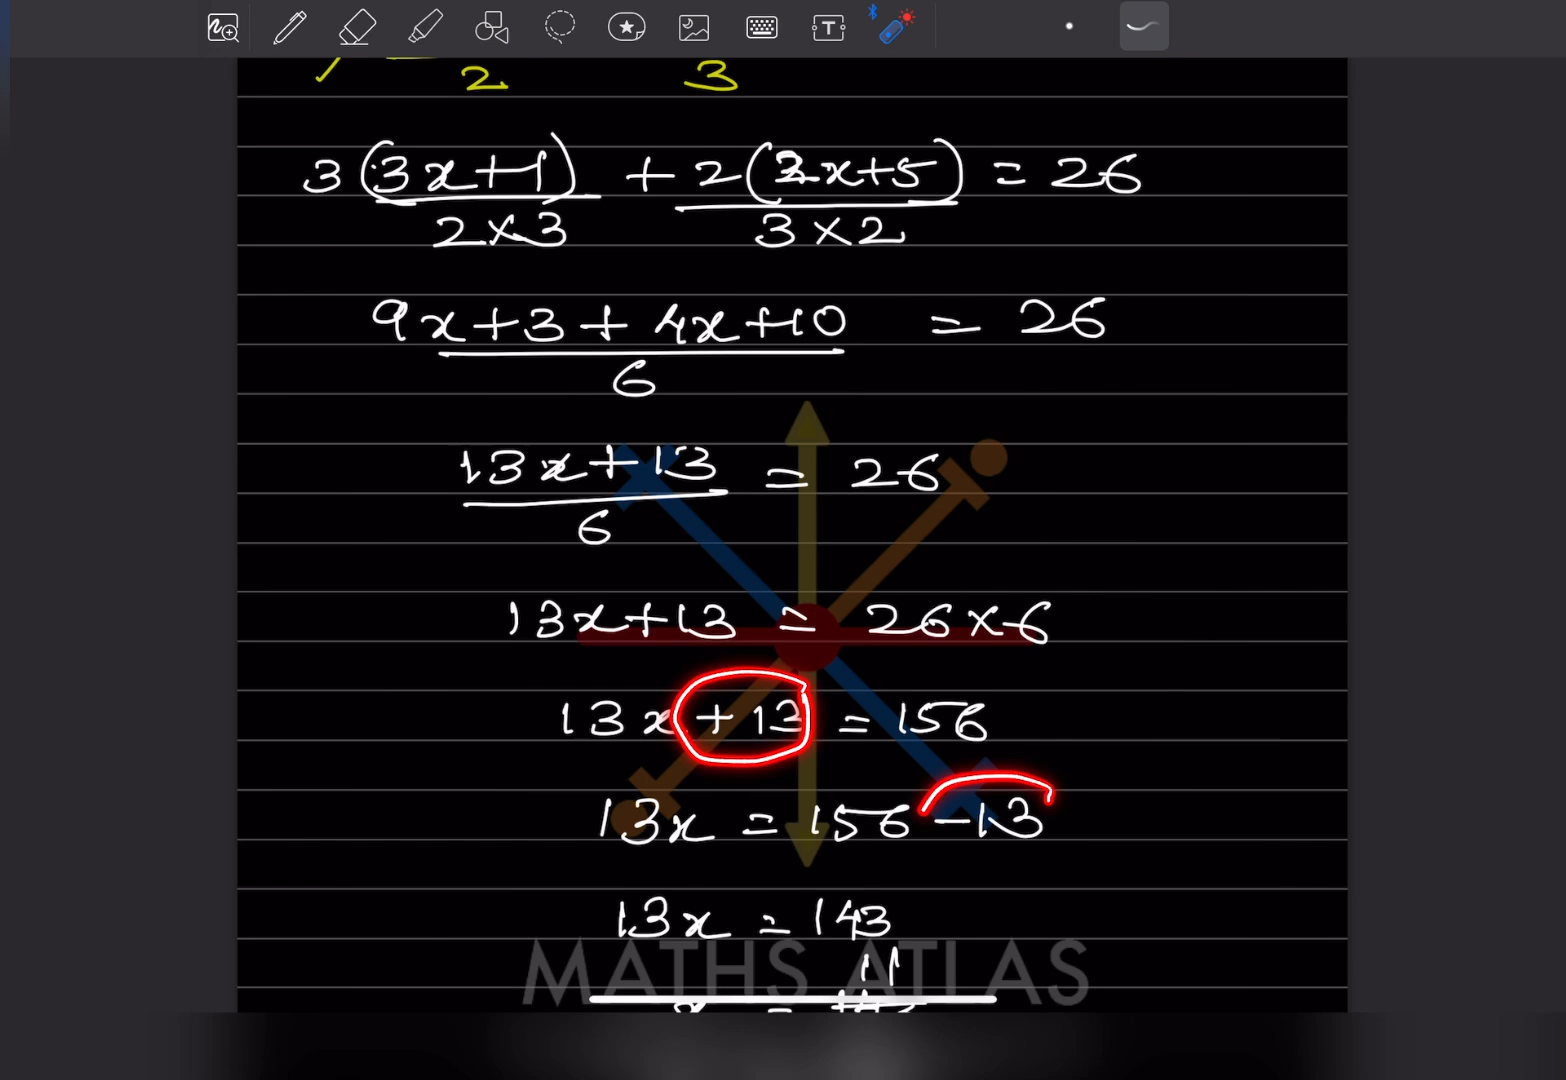 2 3
3(3x+1)/2×3 + 2(2x+5)/3×2 = 26
9x+3+4x+10/6 = 26
13x+13/6 = 26
13x+13 = 26×6
13x+13 = 156
13x = 156-13
13x = 143
11
MATHS ATLAS
x =